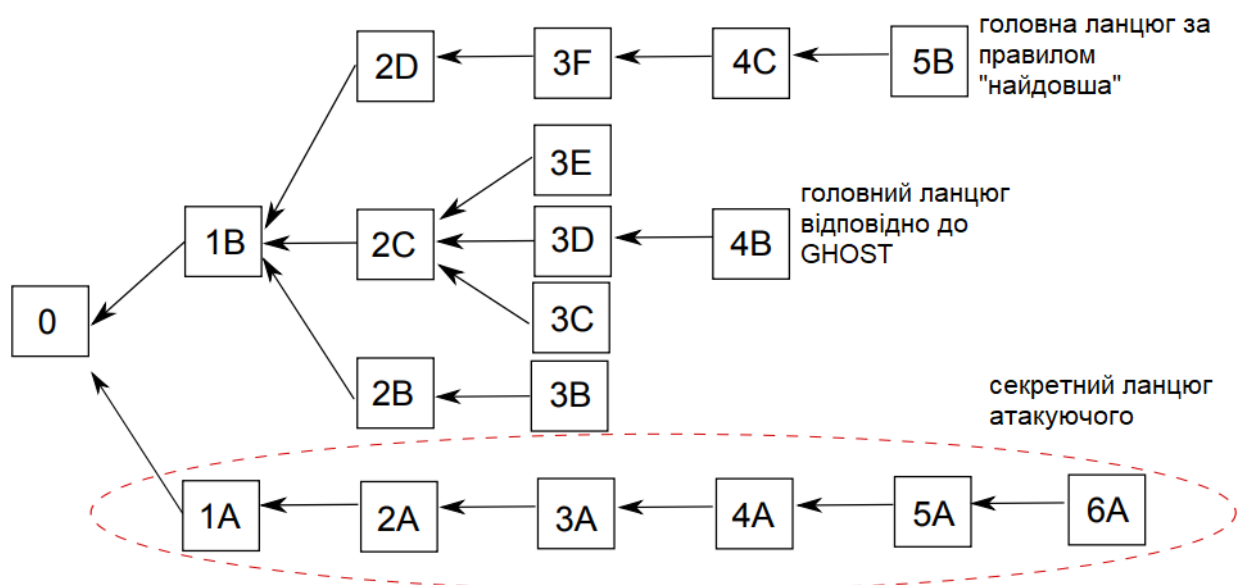 головна ланцюг за
правилом
"найдовша"
2D
3F
4C
5B
3E
головний ланцюг
відповідно до
GHOST
1B
2C
3D
4B
0
3C
2B
3B
секретний ланцюг
атакуючого
1A
2A
3A
4A
5A
6A